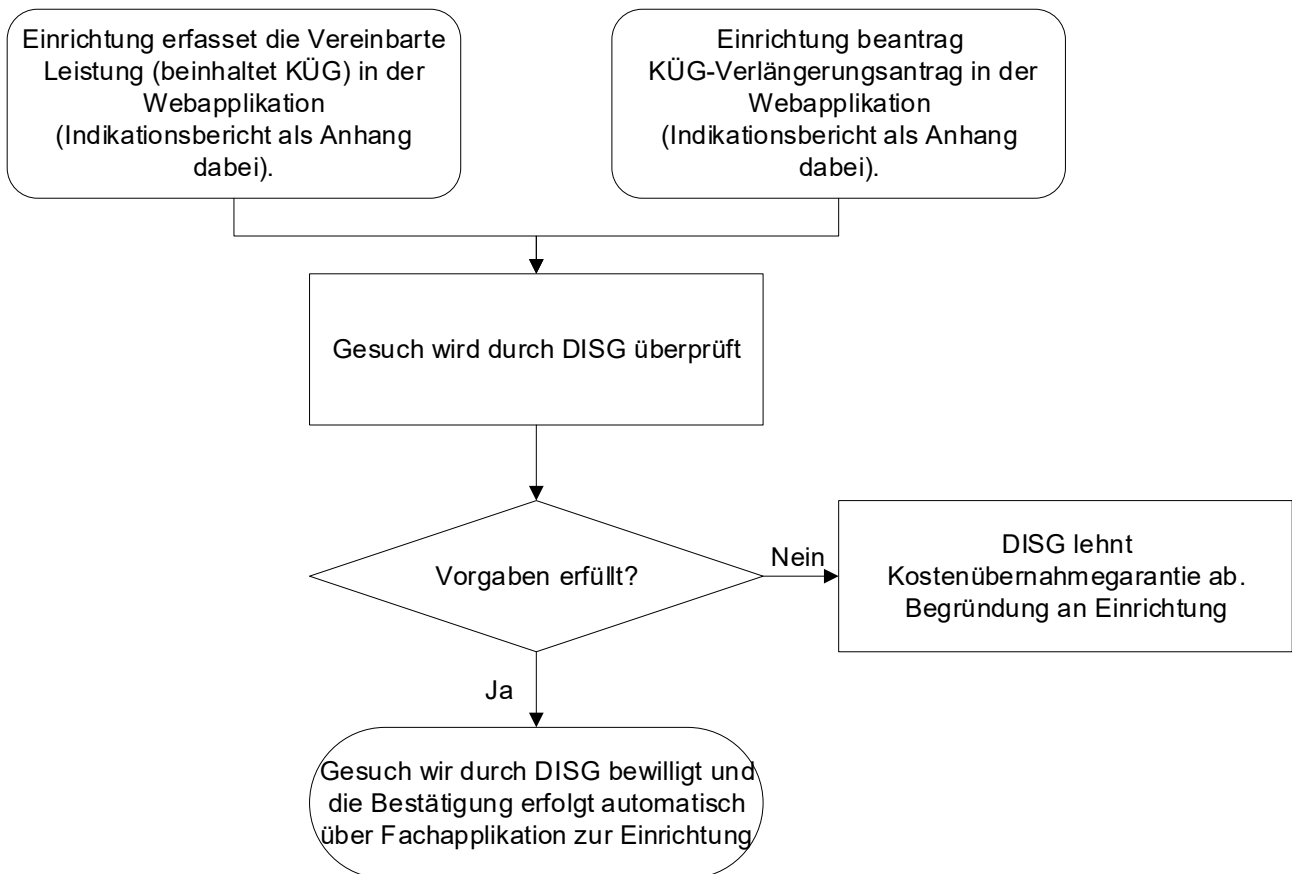 Einrichtung erfasset die Vereinbarte
Leistung (beinhaltet KÜG) in der
Webapplikation
(Indikationsbericht als Anhang
dabei).
Einrichtung beantrag
KÜG-Verlängerungsantrag in der
Webapplikation
(Indikationsbericht als Anhang
dabei).
Gesuch wird durch DISG überprüft
Vorgaben erfüllt?
Nein
DISG lehnt
Kostenübernahmegarantie ab.
Begründung an Einrichtung
Ja
Gesuch wir durch DISG bewilligt und
die Bestätigung erfolgt automatisch
über Fachapplikation zur Einrichtung